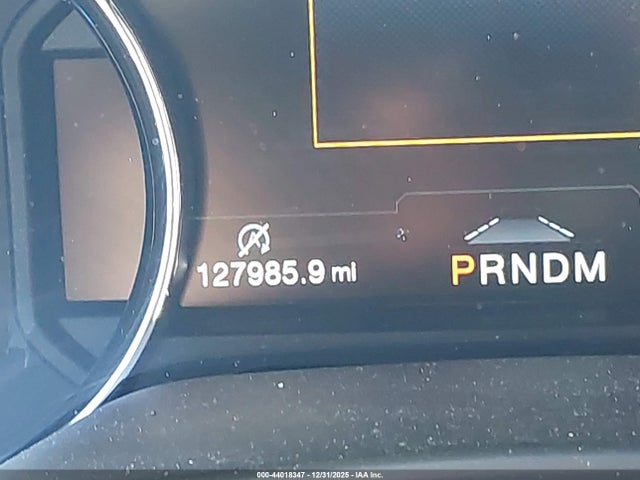 127985.9 mi
PRNDM
000-44018347 - 12/31/2025 - IAA Inc.